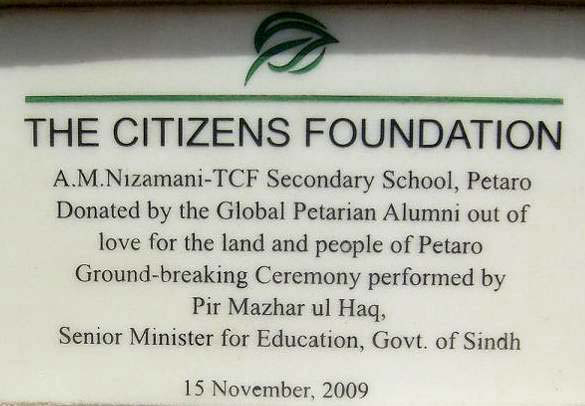 THE CITIZENS FOUNDATION
A.M.Nizamani-TCF Secondary School, Petaro
Donated by the Global Petarian Alumni out of
love for the land and people of Petaro
Ground-breaking Ceremony performed by
Pir Mazhar ul Haq,
Senior Minister for Education, Govt. of Sindh
15 November, 2009